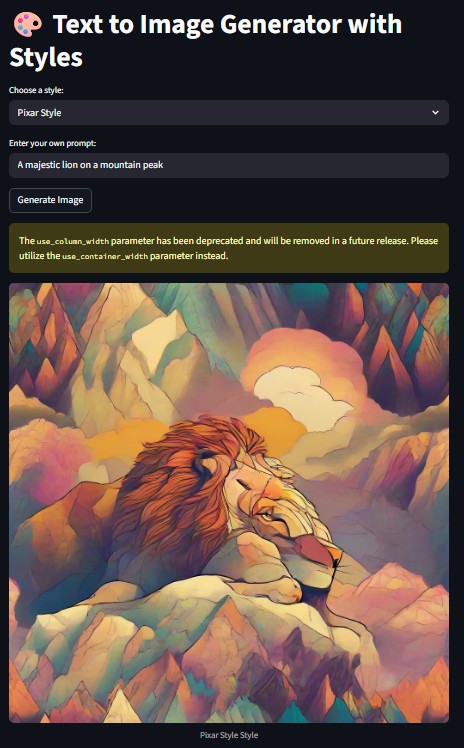 🎨 Text to Image Generator with
Styles
Choose a style:
Pixar Style
Enter your own prompt:
A majestic lion on a mountain peak
Generate Image
The use_column_width parameter has been deprecated and will be removed in a future release. Please
utilize the use_container_width parameter instead.
Pixar Style Style